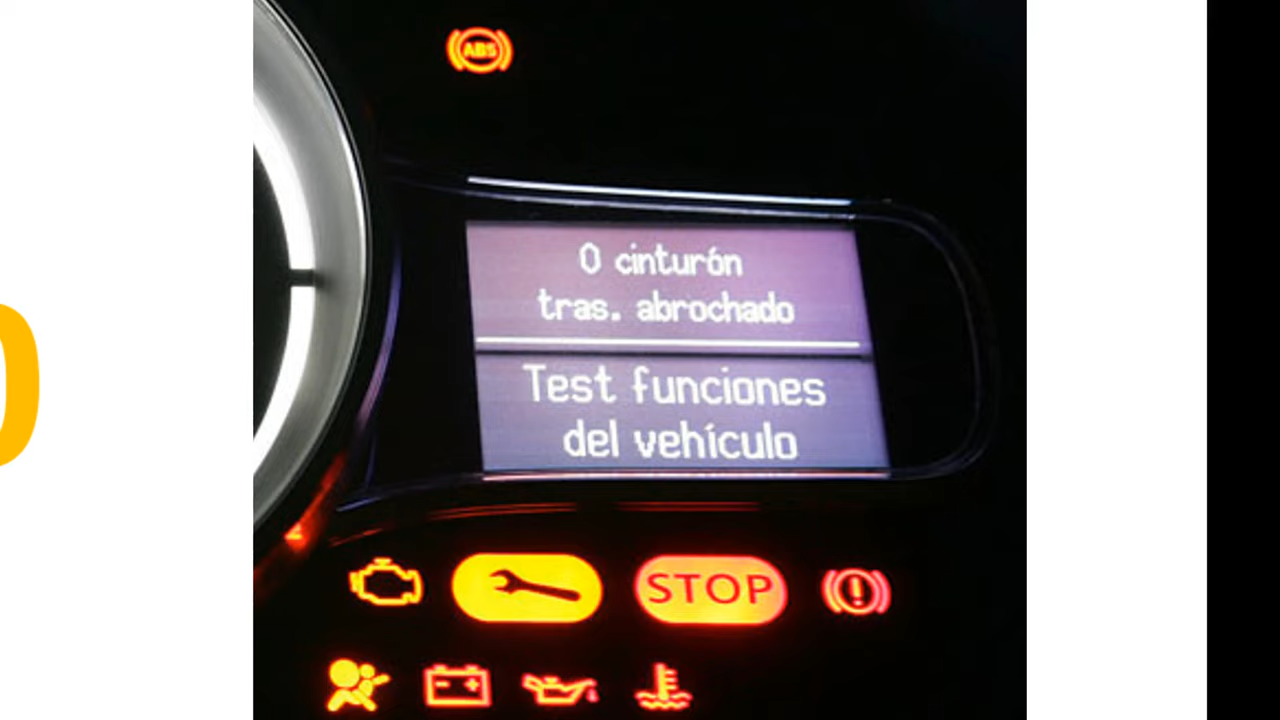 ABS
0 cinturón
tras. abrochado
Test funciones
del vehículo
STOP